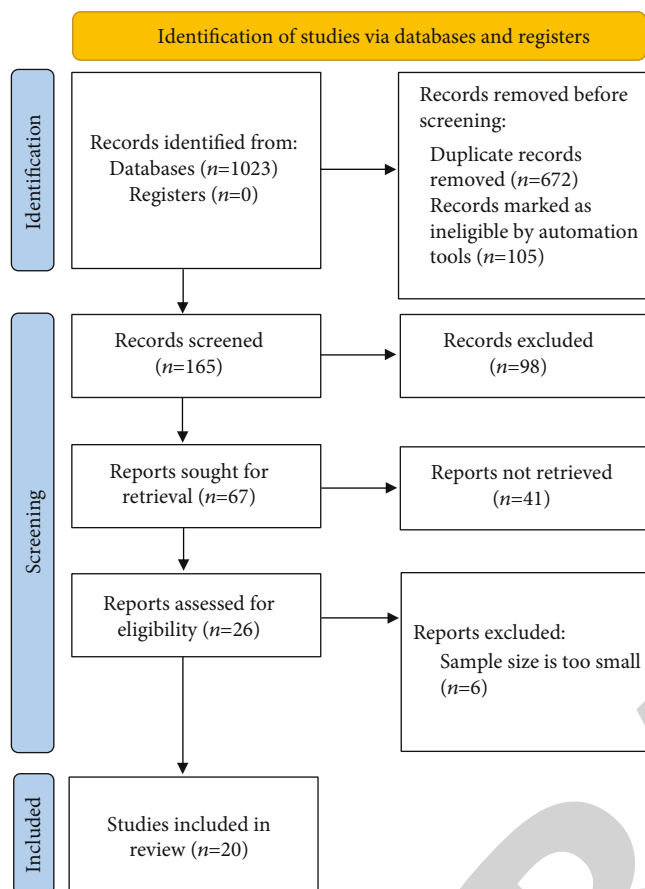 Identification of studies via databases and registers
Identification
Records identified from:
Databases (n=1023)
Registers (n=0)
Records removed before
screening:
Duplicate records
removed (n=672)
Records marked as
ineligible by automation
tools (n=105)
Screening
Records screened
(n=165)
Records excluded
(n=98)
Reports sought for
retrieval (n=67)
Reports not retrieved
(n=41)
Reports assessed for
eligibility (n=26)
Reports excluded:
Sample size is too small
(n=6)
Included
Studies included in
review (n=20)